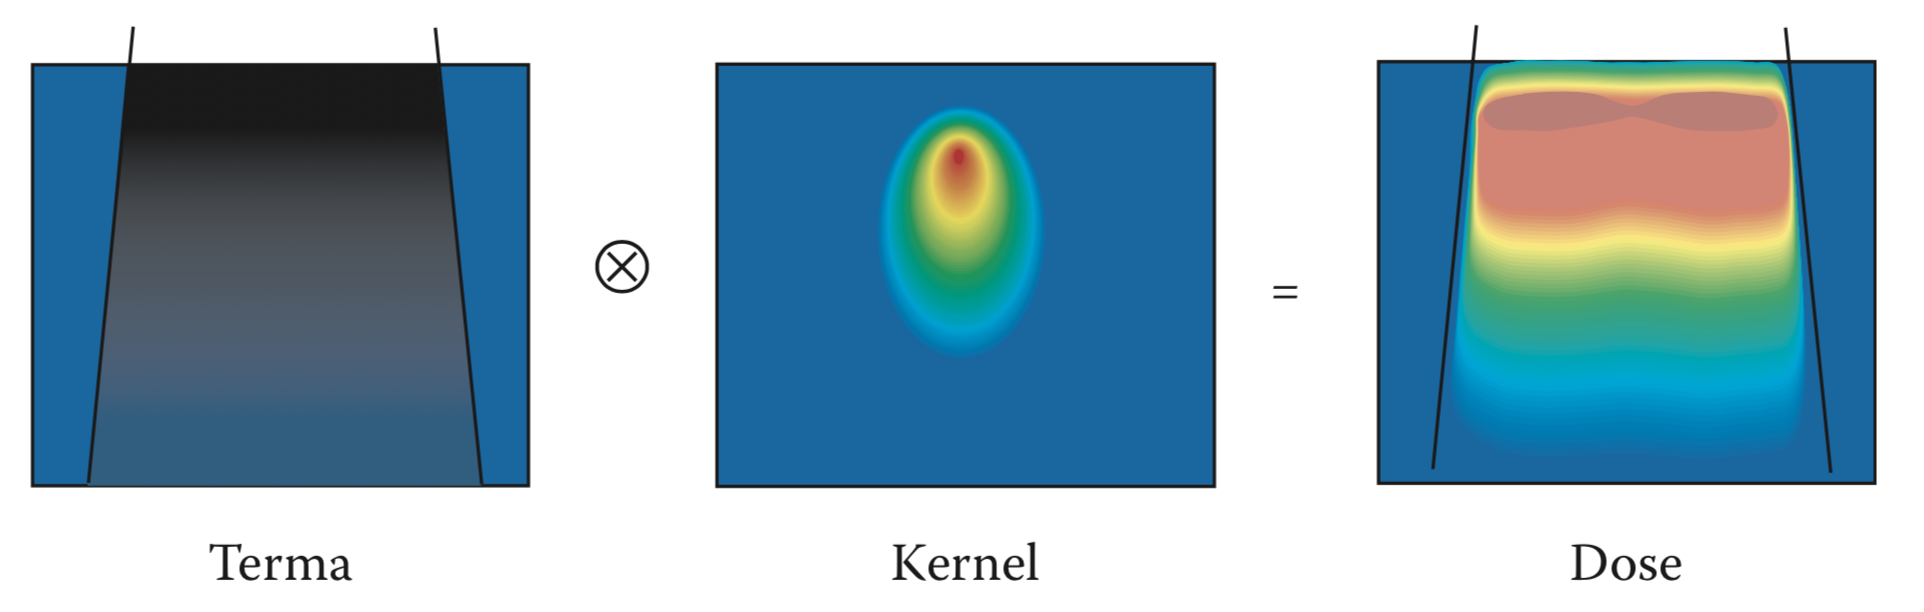 ⊗
=
Terma
Kernel
Dose